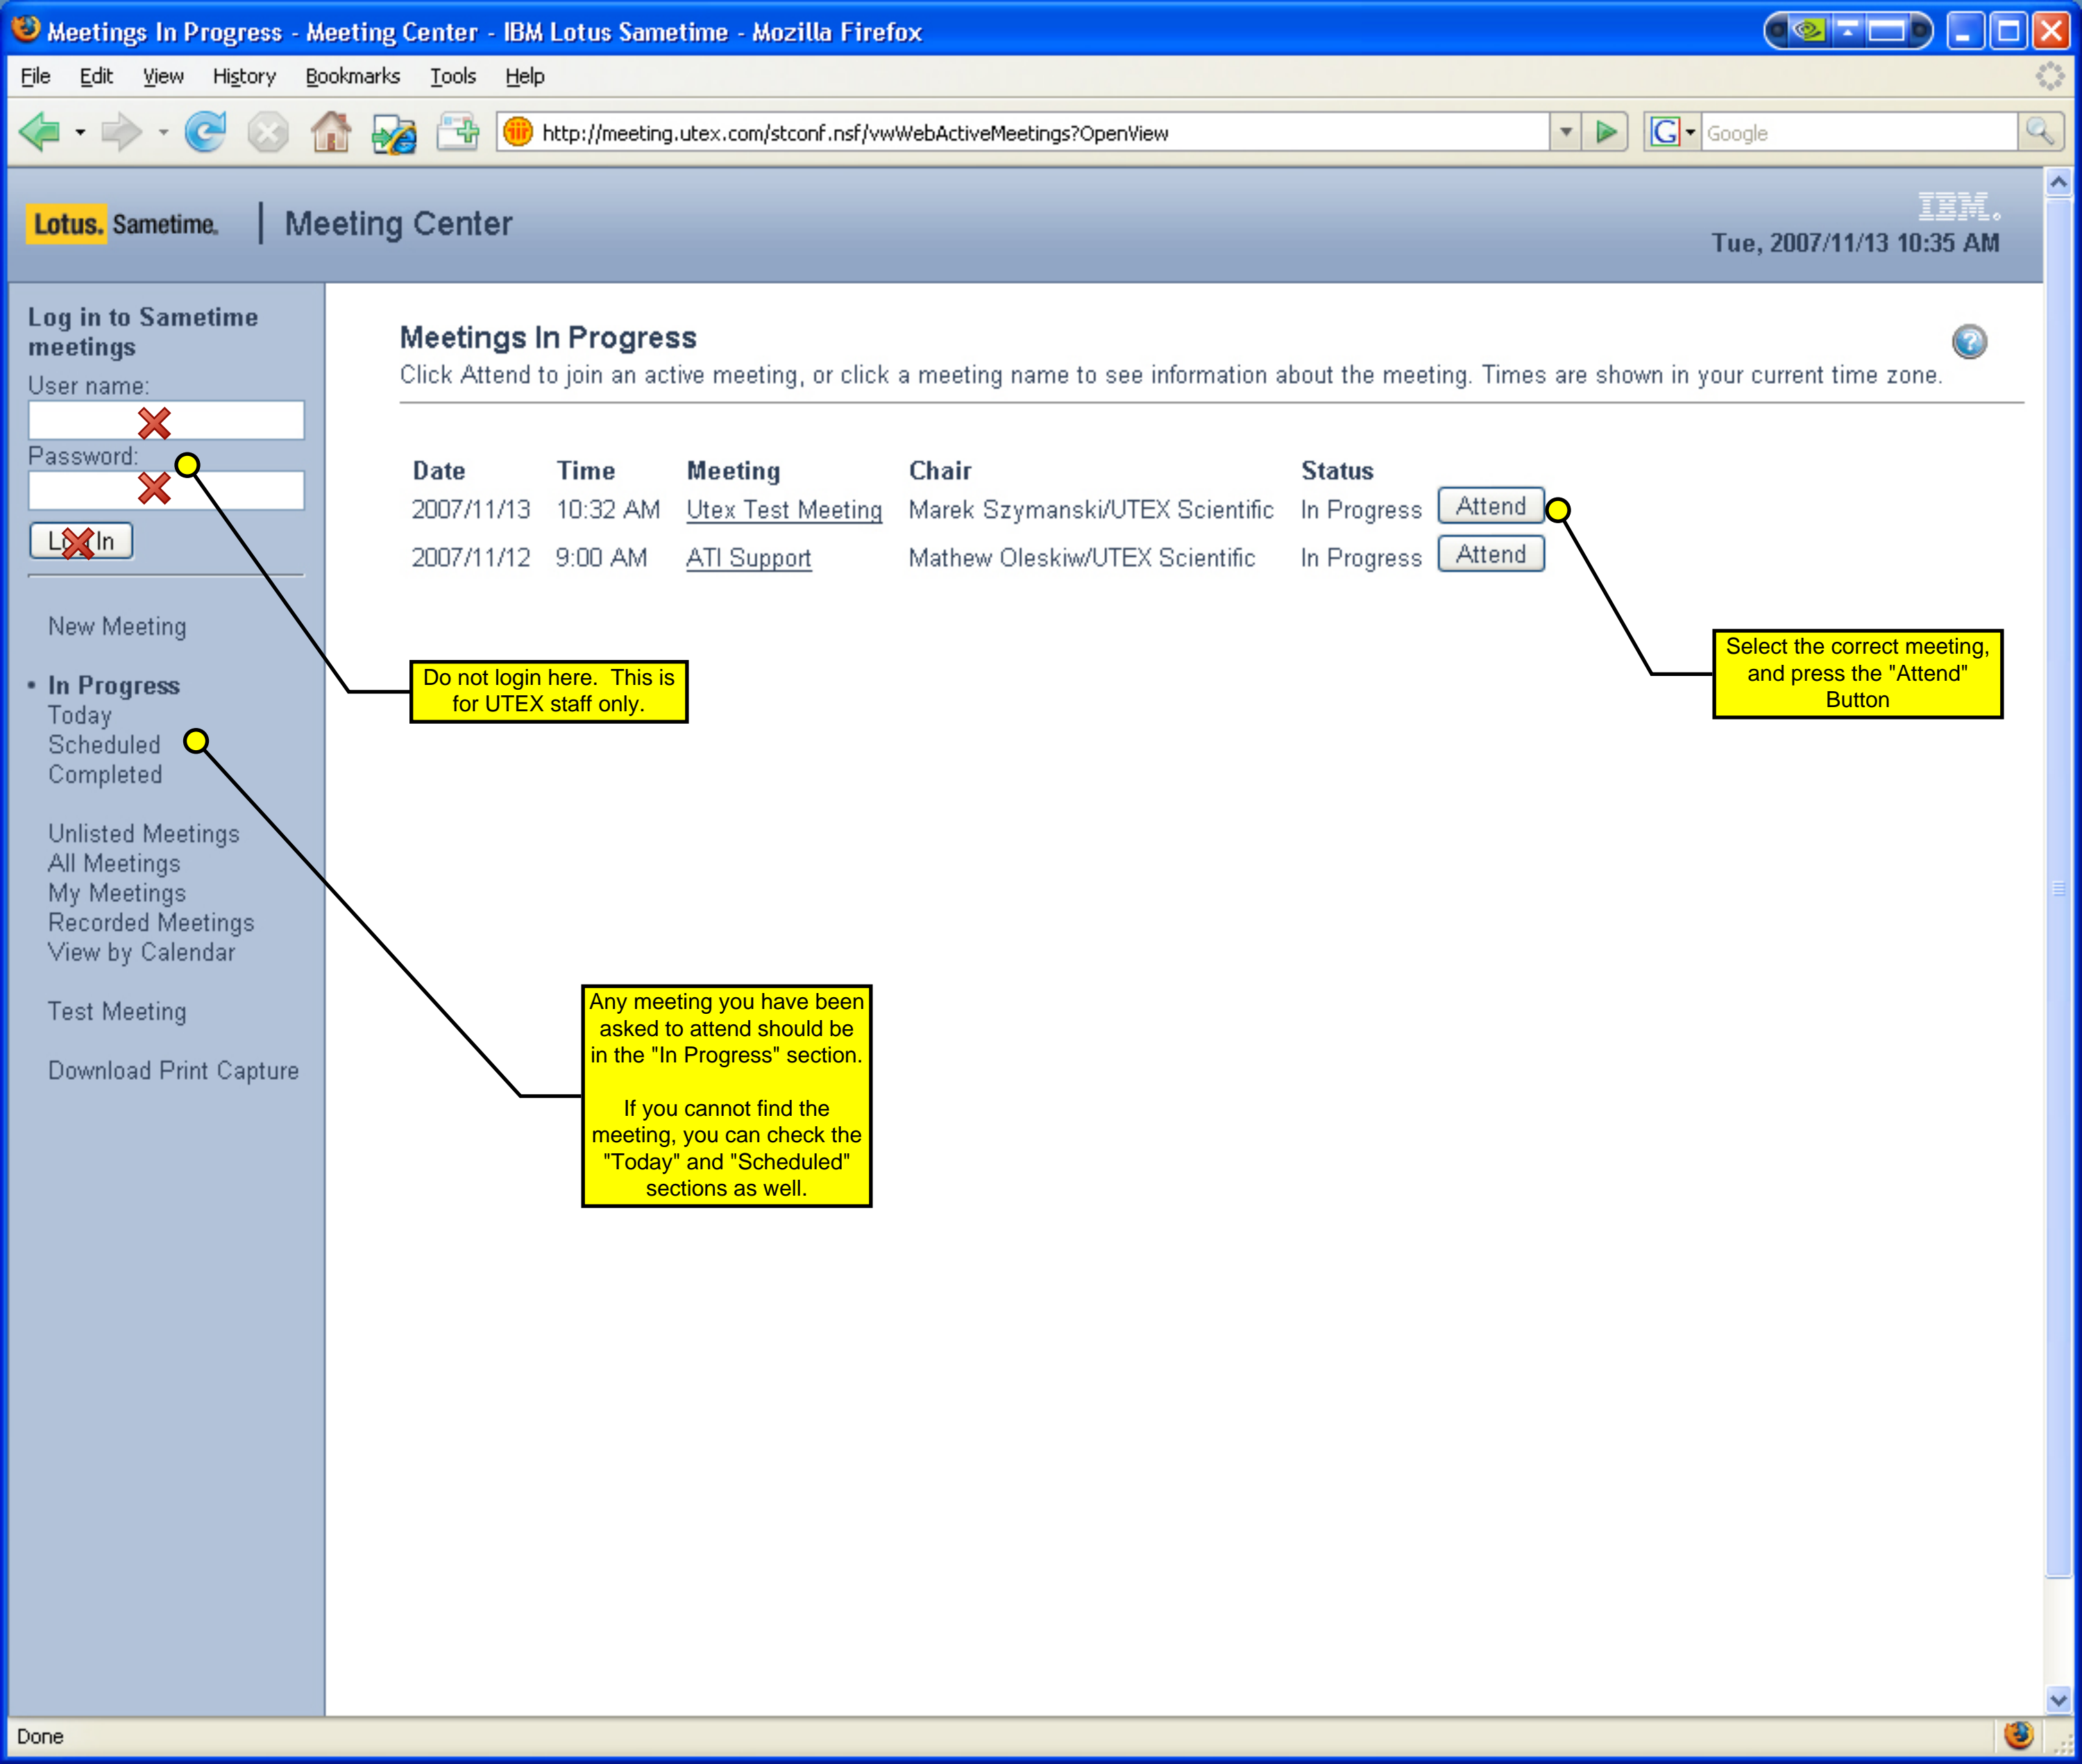 Meetings In Progress - Meeting Center - IBM Lotus Sametime - Mozilla Firefox
File Edit View History Bookmarks Tools Help
http://meeting.utex.com/stconf.nsf/vwWebActiveMeetings?OpenView
G Google
Lotus. Sametime. | Meeting Center
IBM.
Tue, 2007/11/13 10:35 AM
Log in to Sametime
meetings
User name:
Password:
Log In
New Meeting
• In Progress
Today
Scheduled
Completed
Unlisted Meetings
All Meetings
My Meetings
Recorded Meetings
View by Calendar
Test Meeting
Download Print Capture
Meetings In Progress
Click Attend to join an active meeting, or click a meeting name to see information about the meeting. Times are shown in your current time zone.
Date Time Meeting Chair Status
2007/11/13 10:32 AM Utex Test Meeting Marek Szymanski/UTEX Scientific In Progress Attend
2007/11/12 9:00 AM ATI Support Mathew Oleskiw/UTEX Scientific In Progress Attend
Do not login here. This is
for UTEX staff only.
Select the correct meeting,
and press the "Attend"
Button
Any meeting you have been
asked to attend should be
in the "In Progress" section.
If you cannot find the
meeting, you can check the
"Today" and "Scheduled"
sections as well.
Done